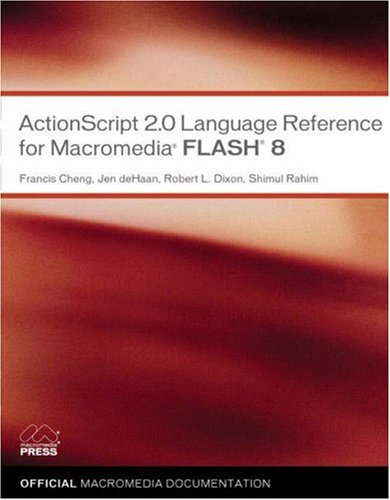 ActionScript 2.0 Language Reference
for Macromedia® FLASH® 8
Francis Cheng, Jen deHaan, Robert L. Dixon, Shimul Rahim
macromedia®
PRESS
OFFICIAL MACROMEDIA DOCUMENTATION